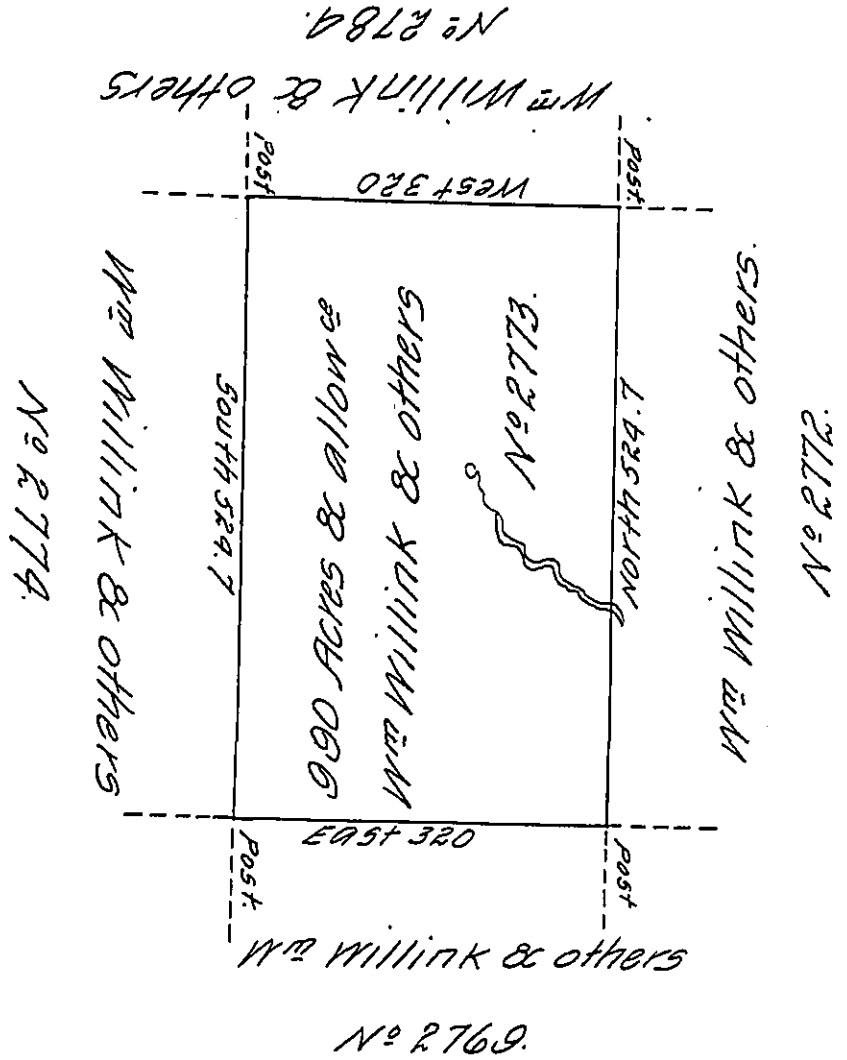 Nº 2784.
Wm Willink & others
Post
Post.
West 320
Nº 2773.
Wm Willink & others
990 Acres & allowce
South 524.7
North 524.7
Wm Willink & others
Nº 2774.
Wm Willink & others.
Nº 2772.
East 320
Post.
Post
Wm Willink & others
Nº 2769.